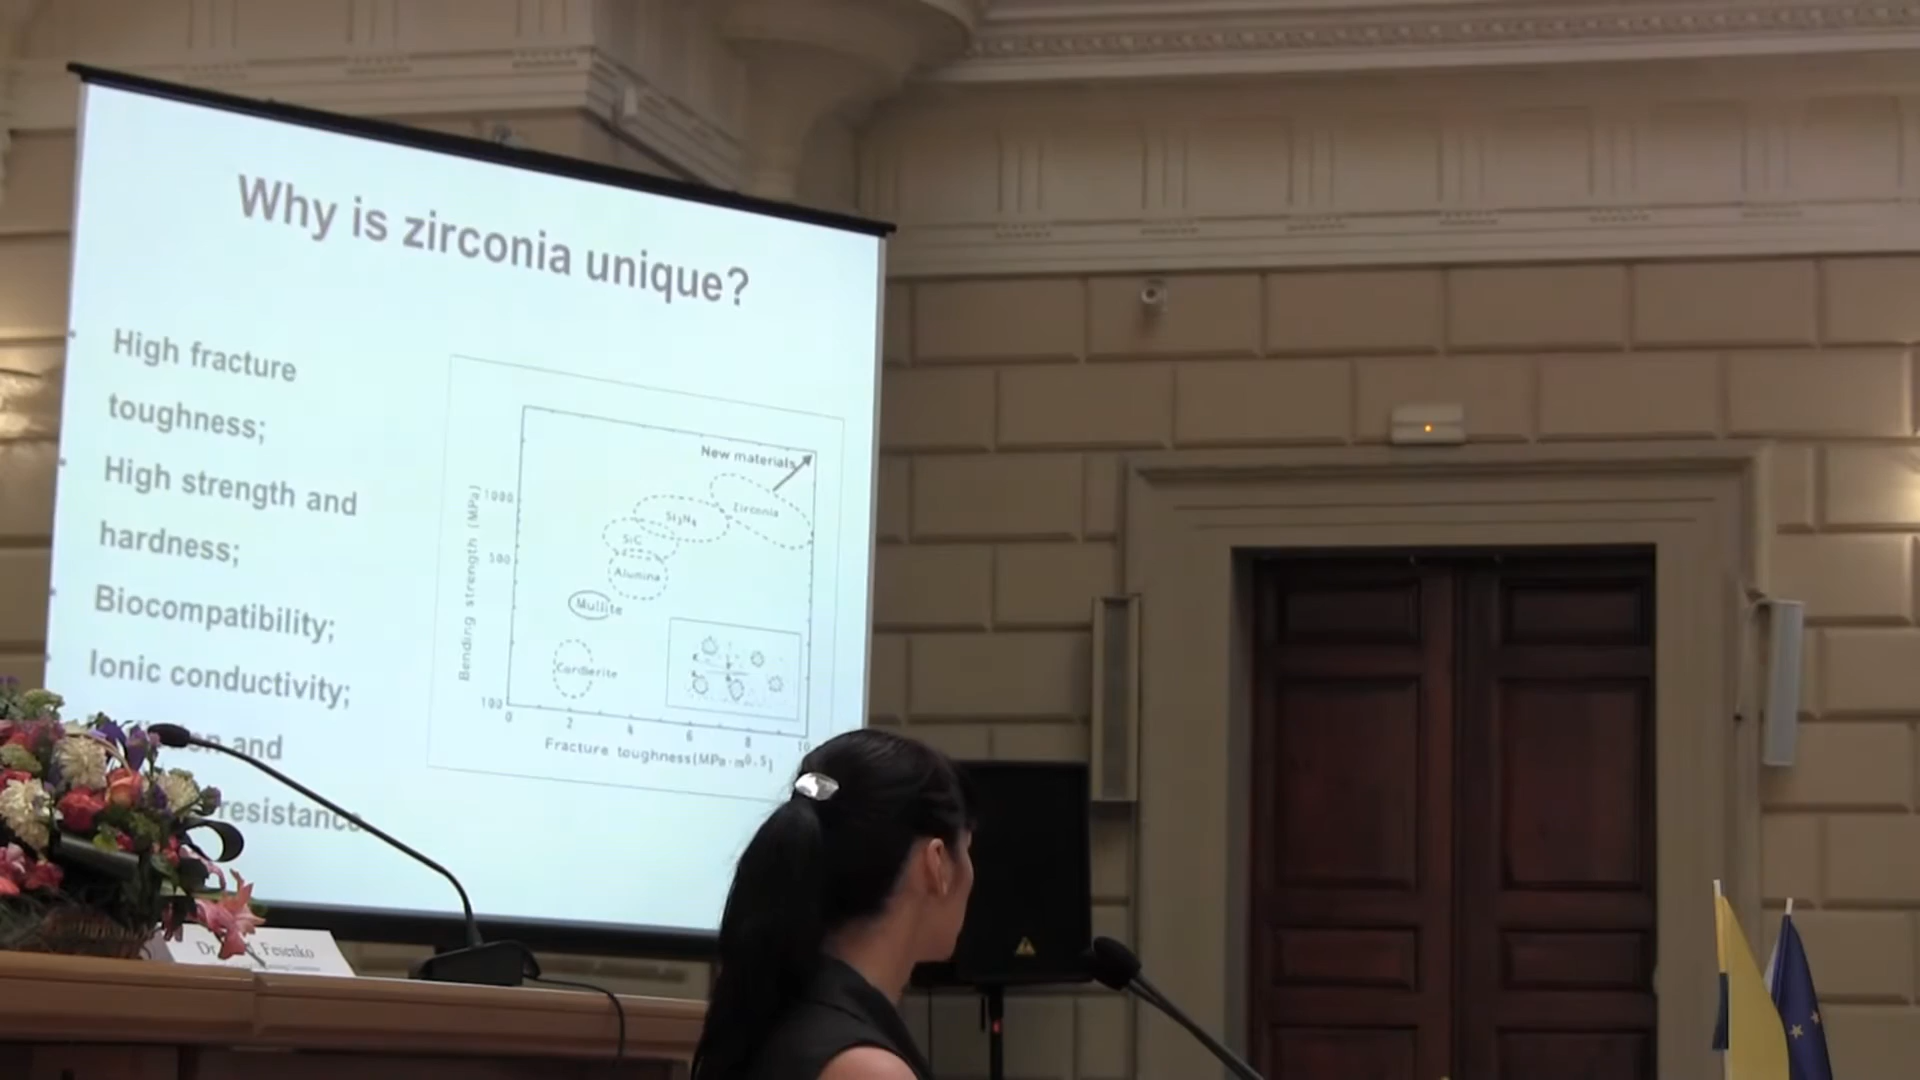 Why is zirconia unique?
High fracture
toughness;
High strength and
hardness;
Biocompatibility;
Ionic conductivity;
and
resistance
New materials
Zirconia
Si3N4
SiC
Alumina
Mullite
Cordierite
Bending strength (MPa)
1000
500
100
0 2 4 6 8 10
Fracture toughness(MPa·m0.5)
Dr. Fesenko